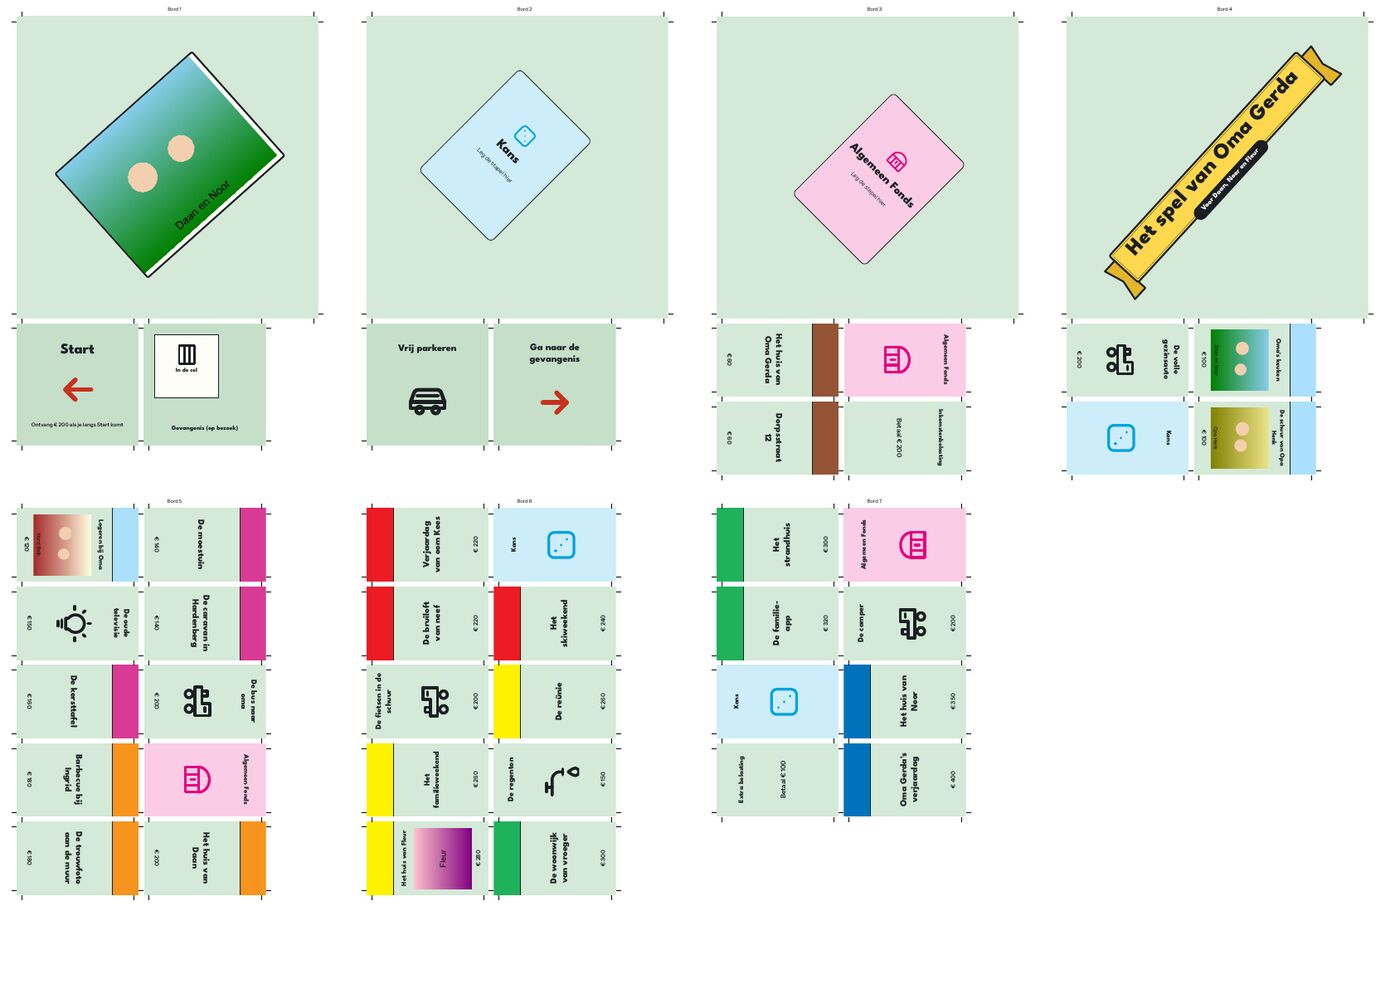 Bord 1
Daan en Noor
Start
Ontvang € 200 als je langs Start komt
In de cel
Gevangenis (op bezoek)
Bord 2
Kans
Leg de stapel hier
Vrij parkeren
Ga naar de
gevangenis
Bord 3
Algemeen Fonds
Leg de stapel hier
Het huis van
Oma Gerda
€ 60
Algemeen Fonds
Dorpsstraat
12
€ 60
Inkomstenbelasting
Betaal € 200
Bord 4
Het spel van Oma Gerda
Voor Daan, Noor en Fleur
De volle
gezinsauto
€ 200
Oma's keuken
Daan en Noor
€ 100
Kans
De schuur van Opa
Henk
Opa Henk
€ 100
Bord 5
Logeren bij Oma
€ 120
De moestuin
€ 140
De oude
televisie
€ 150
De caravan in
Hardenberg
€ 140
De kersttafel
€ 160
De bus naar
oma
€ 200
Barbecue bij
Ingrid
€ 180
Algemeen Fonds
De trouwfoto
aan de muur
€ 180
Het huis van
Daan
€ 200
Bord 6
Verjaardag
van oom Kees
€ 220
Kans
De bruiloft
van neef
€ 220
Het
skiweekend
€ 240
De fietsen in de
schuur
€ 200
De reünie
€ 260
Het
familieweekend
€ 260
De regenton
€ 150
Het huis van Fleur
Fleur
€ 280
De woonwijk
van vroeger
€ 300
Bord 7
Het
strandhuis
€ 300
Algemeen Fonds
De familie-
app
€ 320
De camper
€ 200
Kans
Het huis van
Noor
€ 350
Extra belasting
Betaal € 100
Oma Gerda's
verjaardag
€ 400